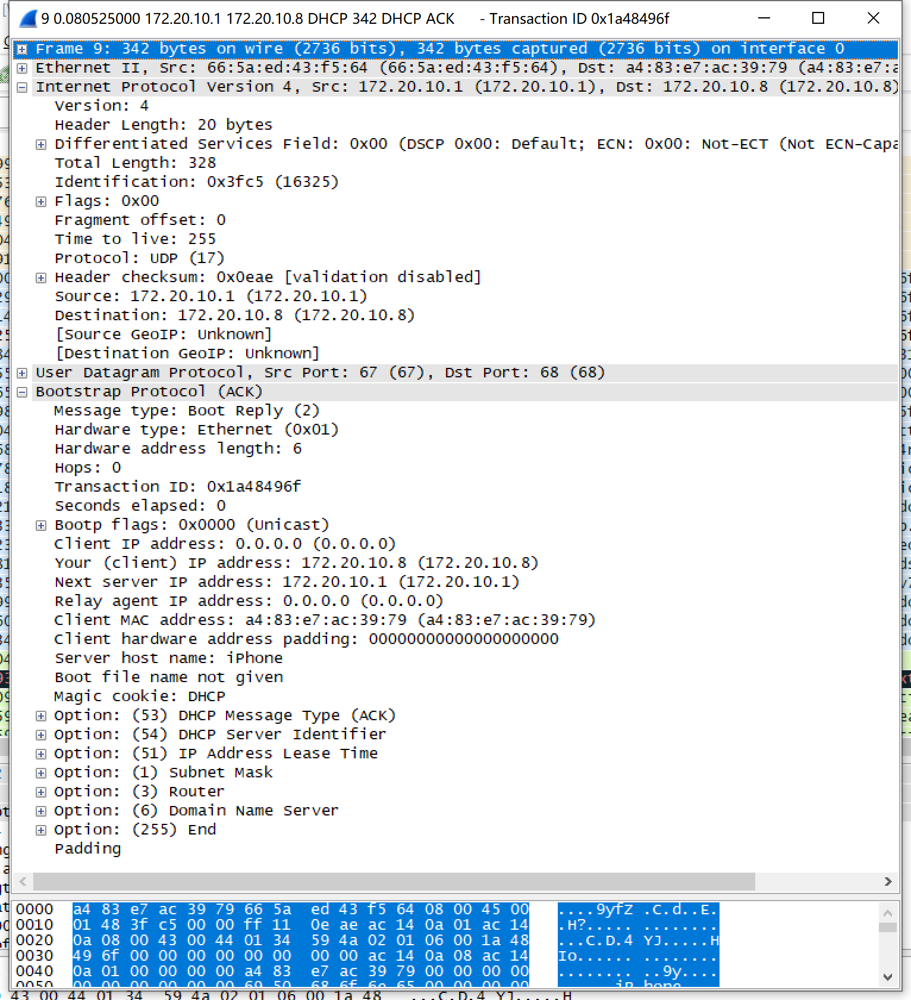 9 0.080525000 172.20.10.1 172.20.10.8 DHCP 342 DHCP ACK - Transaction ID 0x1a48496f
Frame 9: 342 bytes on wire (2736 bits), 342 bytes captured (2736 bits) on interface 0
Ethernet II, Src: 66:5a:ed:43:f5:64 (66:5a:ed:43:f5:64), Dst: a4:83:e7:ac:39:79 (a4:83:e7:a
Internet Protocol Version 4, Src: 172.20.10.1 (172.20.10.1), Dst: 172.20.10.8 (172.20.10.8)
Version: 4
Header Length: 20 bytes
Differentiated Services Field: 0x00 (DSCP 0x00: Default; ECN: 0x00: Not-ECT (Not ECN-Capa
Total Length: 328
Identification: 0x3fc5 (16325)
Flags: 0x00
Fragment offset: 0
Time to live: 255
Protocol: UDP (17)
Header checksum: 0x0eae [validation disabled]
Source: 172.20.10.1 (172.20.10.1)
Destination: 172.20.10.8 (172.20.10.8)
[Source GeoIP: Unknown]
[Destination GeoIP: Unknown]
User Datagram Protocol, Src Port: 67 (67), Dst Port: 68 (68)
Bootstrap Protocol (ACK)
Message type: Boot Reply (2)
Hardware type: Ethernet (0x01)
Hardware address length: 6
Hops: 0
Transaction ID: 0x1a48496f
Seconds elapsed: 0
Bootp flags: 0x0000 (Unicast)
Client IP address: 0.0.0.0 (0.0.0.0)
Your (client) IP address: 172.20.10.8 (172.20.10.8)
Next server IP address: 172.20.10.1 (172.20.10.1)
Relay agent IP address: 0.0.0.0 (0.0.0.0)
Client MAC address: a4:83:e7:ac:39:79 (a4:83:e7:ac:39:79)
Client hardware address padding: 00000000000000000000
Server host name: iPhone
Boot file name not given
Magic cookie: DHCP
Option: (53) DHCP Message Type (ACK)
Option: (54) DHCP Server Identifier
Option: (51) IP Address Lease Time
Option: (1) Subnet Mask
Option: (3) Router
Option: (6) Domain Name Server
Option: (255) End
Padding
0000 a4 83 e7 ac 39 79 66 5a ed 43 f5 64 08 00 45 00 ....9yfZ .C.d..E.
0010 01 48 3f c5 00 00 ff 11 0e ae ac 14 0a 01 ac 14 .H?..... ........
0020 0a 08 00 43 00 44 01 34 59 4a 02 01 06 00 1a 48 ...C.D.4 YJ.....H
0030 49 6f 00 00 00 00 00 00 00 00 ac 14 0a 08 ac 14 Io...... ........
0040 0a 01 00 00 00 00 a4 83 e7 ac 39 79 00 00 00 00 ........ ..9y....
0050 00 00 00 00 00 00 69 50 68 6f 6e 65 00 00 00 00 ......iP hone....
43 00 44 01 34 59 4a 02 01 06 00 1a 48 ...C.D.4 YJ.....H